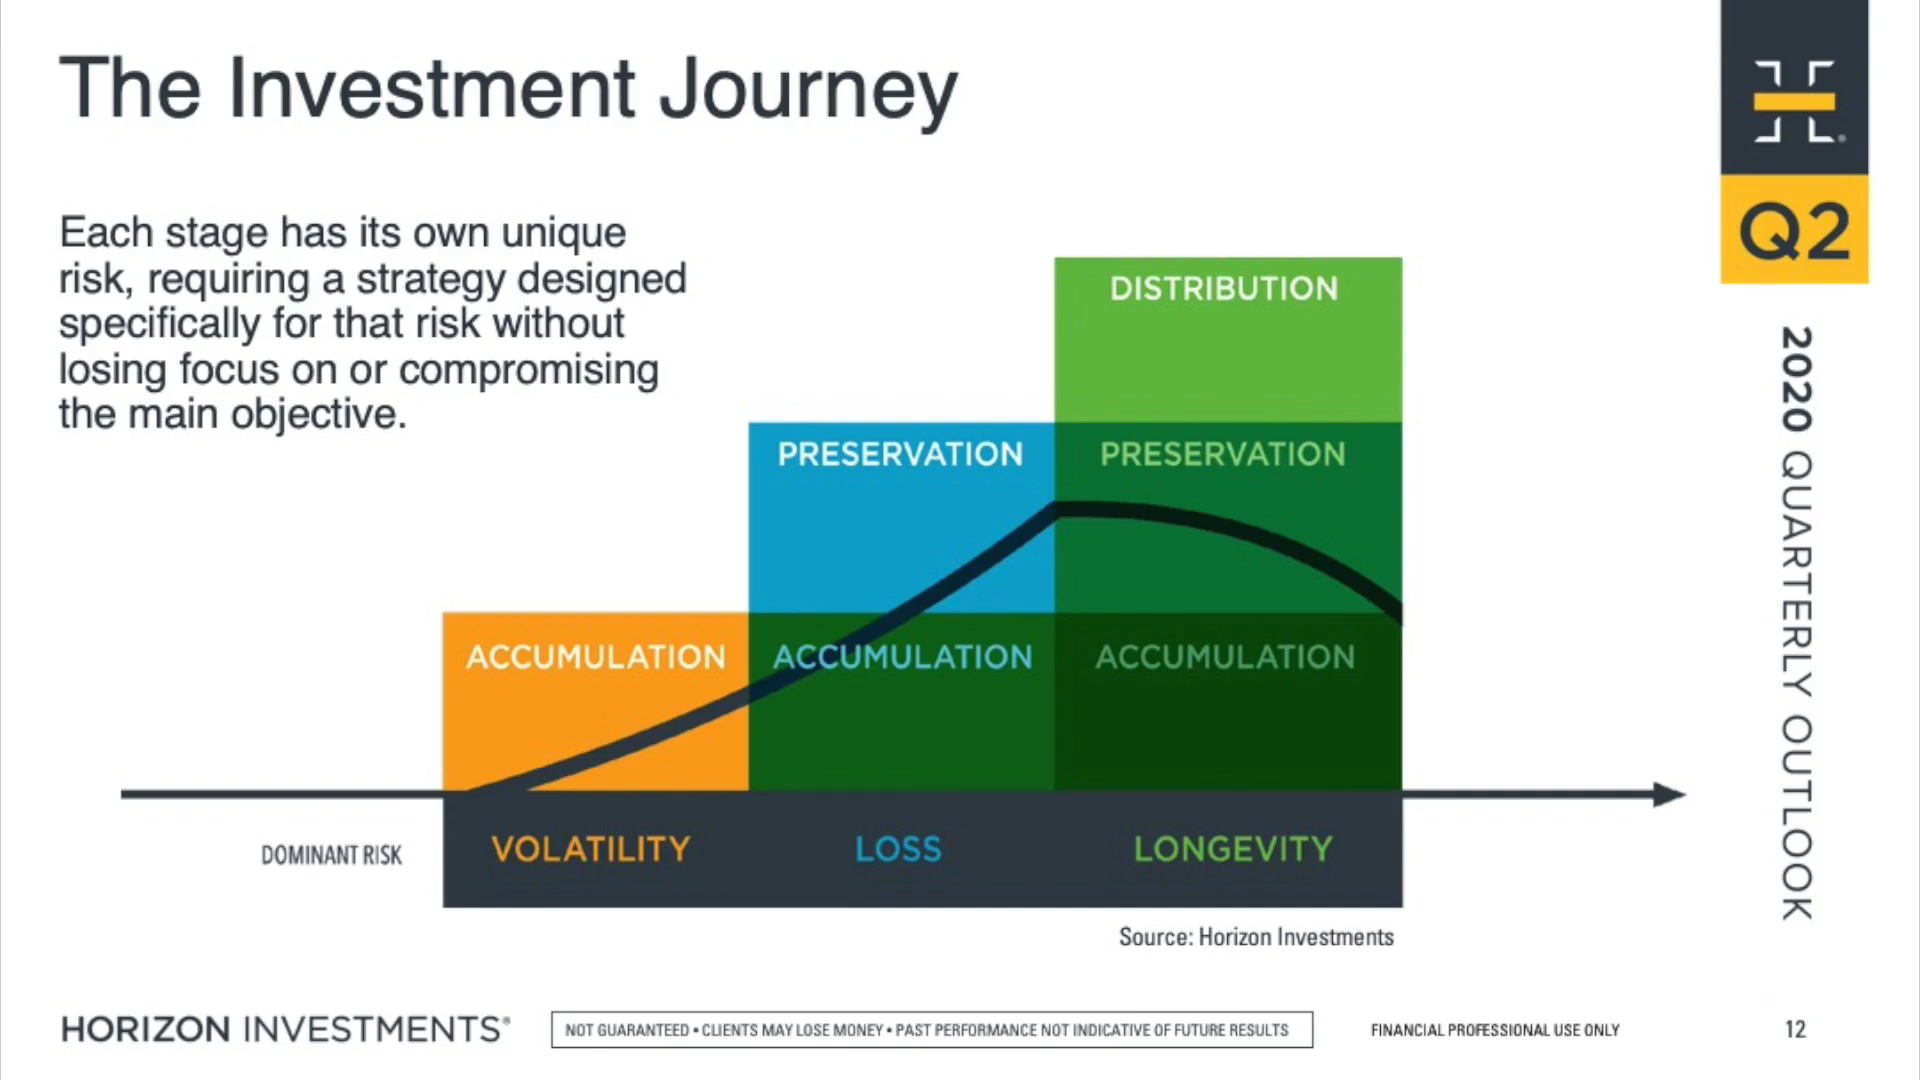 The Investment Journey
Each stage has its own unique
risk, requiring a strategy designed
specifically for that risk without
losing focus on or compromising
the main objective.
DISTRIBUTION
PRESERVATION PRESERVATION
ACCUMULATION ACCUMULATION ACCUMULATION
DOMINANT RISK VOLATILITY LOSS LONGEVITY
Source: Horizon Investments
Q2
2020 QUARTERLY OUTLOOK
HORIZON INVESTMENTS®
NOT GUARANTEED • CLIENTS MAY LOSE MONEY • PAST PERFORMANCE NOT INDICATIVE OF FUTURE RESULTS
FINANCIAL PROFESSIONAL USE ONLY
12